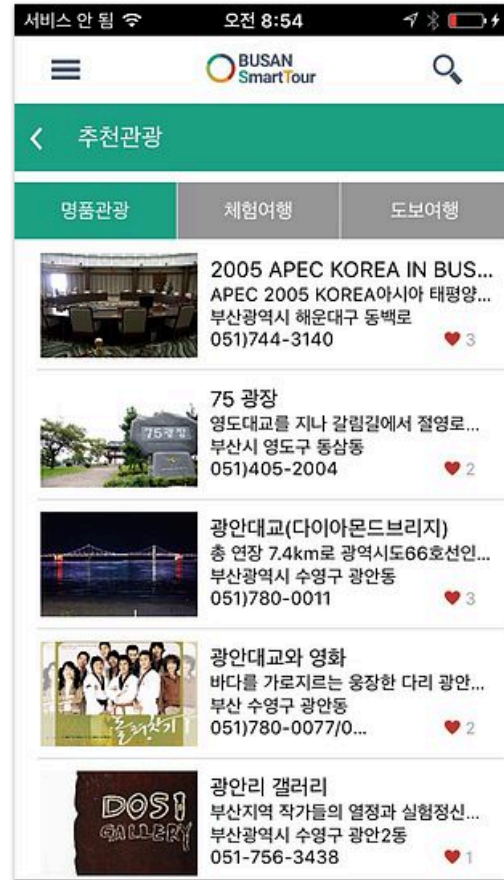 서비스 안 됨 오전 8:54
BUSAN
SmartTour
추천관광
명품관광 체험여행 도보여행
2005 APEC KOREA IN BUS...
APEC 2005 KOREA아시아 태평양...
부산광역시 해운대구 동백로
051)744-3140 3
75광장
75 광장
영도대교를 지나 갈림길에서 절영로...
부산시 영도구 동삼동
051)405-2004 2
광안대교(다이아몬드브리지)
총 연장 7.4km로 광역시도66호선인...
부산광역시 수영구 광안동
051)780-0011 3
돌려차기
광안대교와 영화
바다를 가로지르는 웅장한 다리 광안...
부산 수영구 광안동
051)780-0077/0... 2
DOSI
GALLERY
광안리 갤러리
부산지역 작가들의 열정과 실험정신...
부산광역시 수영구 광안2동
051-756-3438 1